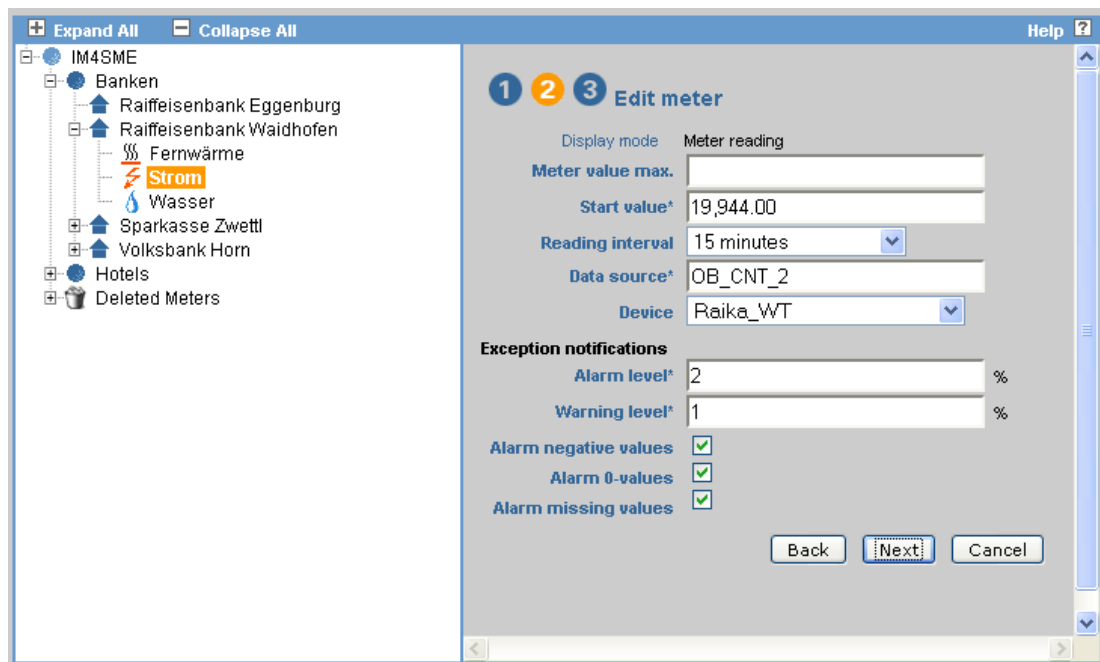 Expand All Collapse All Help ?
IM4SME
Banken
Raiffeisenbank Eggenburg
Raiffeisenbank Waidhofen
Fernwärme
Strom
Wasser
Sparkasse Zwettl
Volksbank Horn
Hotels
Deleted Meters
1 2 3 Edit meter
Display mode Meter reading
Meter value max.
Start value* 19,944.00
Reading interval 15 minutes
Data source* OB_CNT_2
Device Raika_WT
Exception notifications
Alarm level* 2 %
Warning level* 1 %
Alarm negative values
Alarm 0-values
Alarm missing values
Back Next Cancel